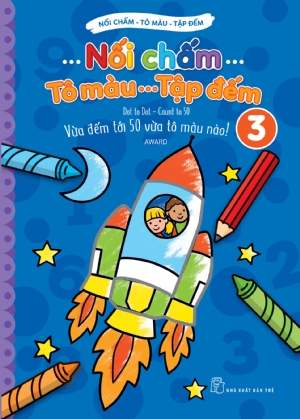 NỐI CHẤM - TÔ MÀU - TẬP ĐẾM
... Nối chấm ...
Tô màu ... Tập đếm
3
Dot to Dot - Count to 50
Vừa đếm tới 50 vừa tô màu nào!
AWARD
NHÀ XUẤT BẢN TRẺ